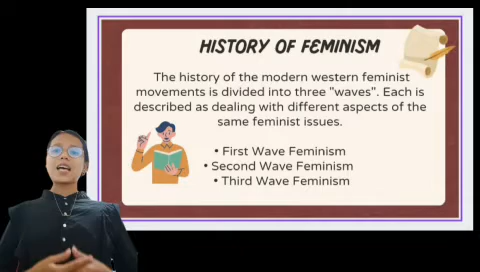 HISTORY OF FEMINISM
The history of the modern western feminist
movements is divided into three "waves". Each is
described as dealing with different aspects of the
same feminist issues.
• First Wave Feminism
• Second Wave Feminism
• Third Wave Feminism